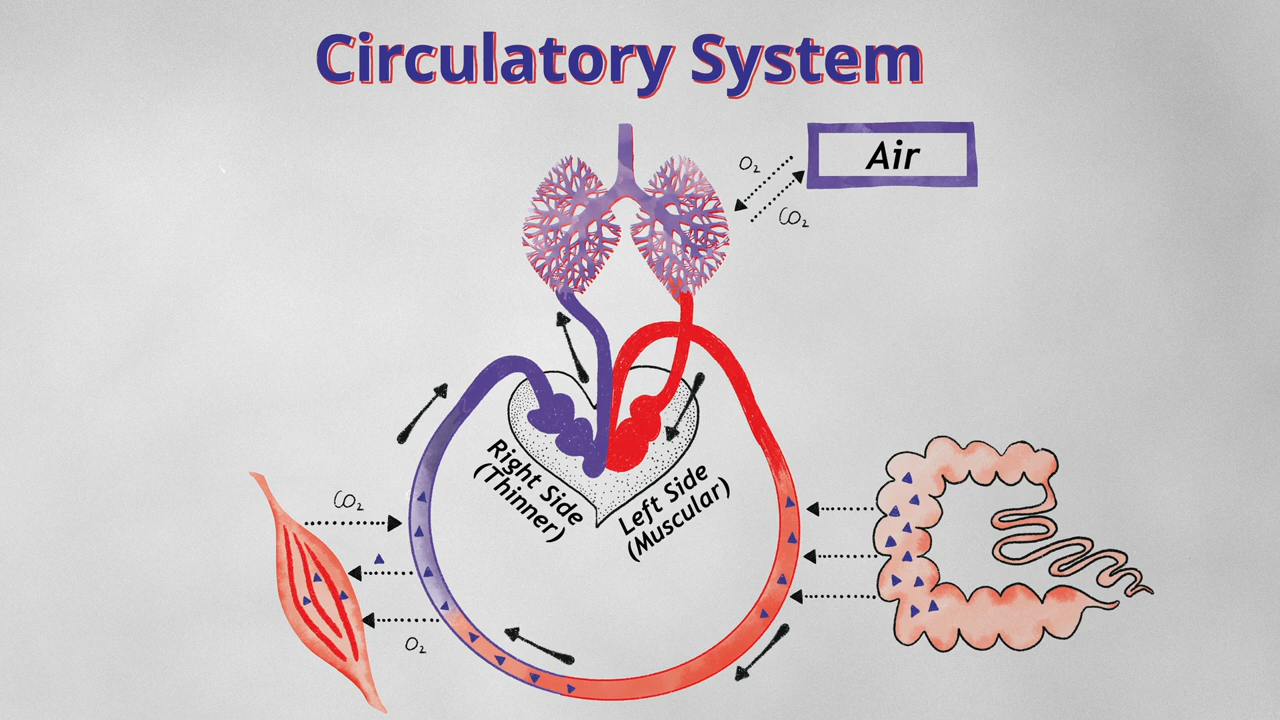 Circulatory System
Air
O₂
CO₂
Right Side
(Thinner)
Left Side
(Muscular)
CO₂
O₂